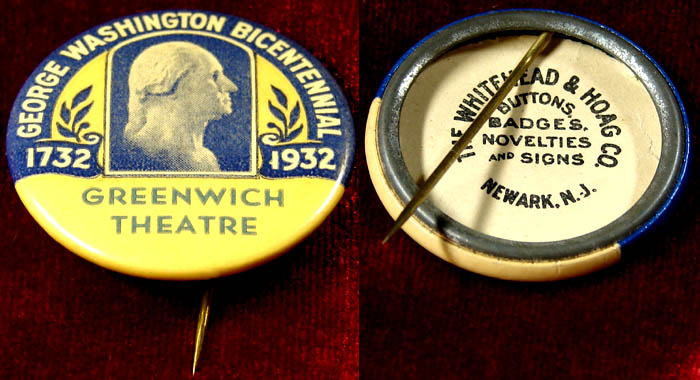 GEORGE WASHINGTON BICENTENNIAL
1732 1932
GREENWICH
THEATRE
THE WHITEHEAD & HOAG CO.
BUTTONS,
BADGES,
NOVELTIES
AND SIGNS
NEWARK, N.J.